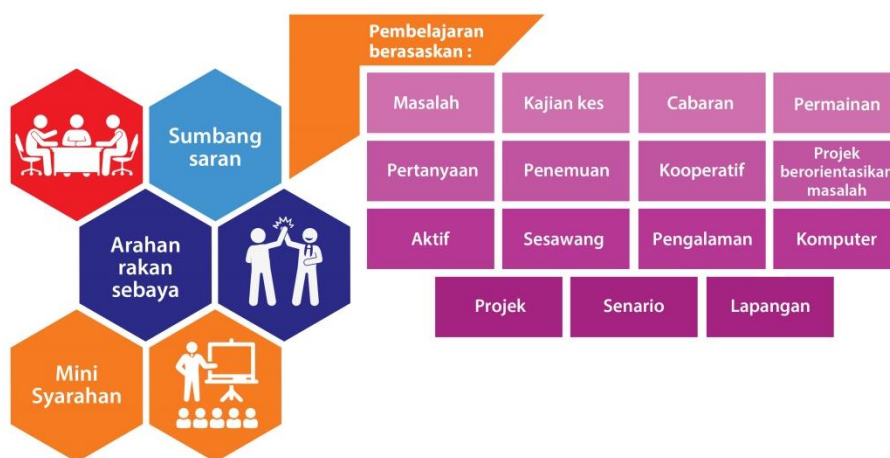 Pembelajaran
berasaskan :
Masalah
Kajian kes
Cabaran
Permainan
Pertanyaan
Penemuan
Kooperatif
Projek
berorientasikan
masalah
Aktif
Sesawang
Pengalaman
Komputer
Projek
Senario
Lapangan
Sumbang
saran
Arahan
rakan
sebaya
Mini
Syarahan